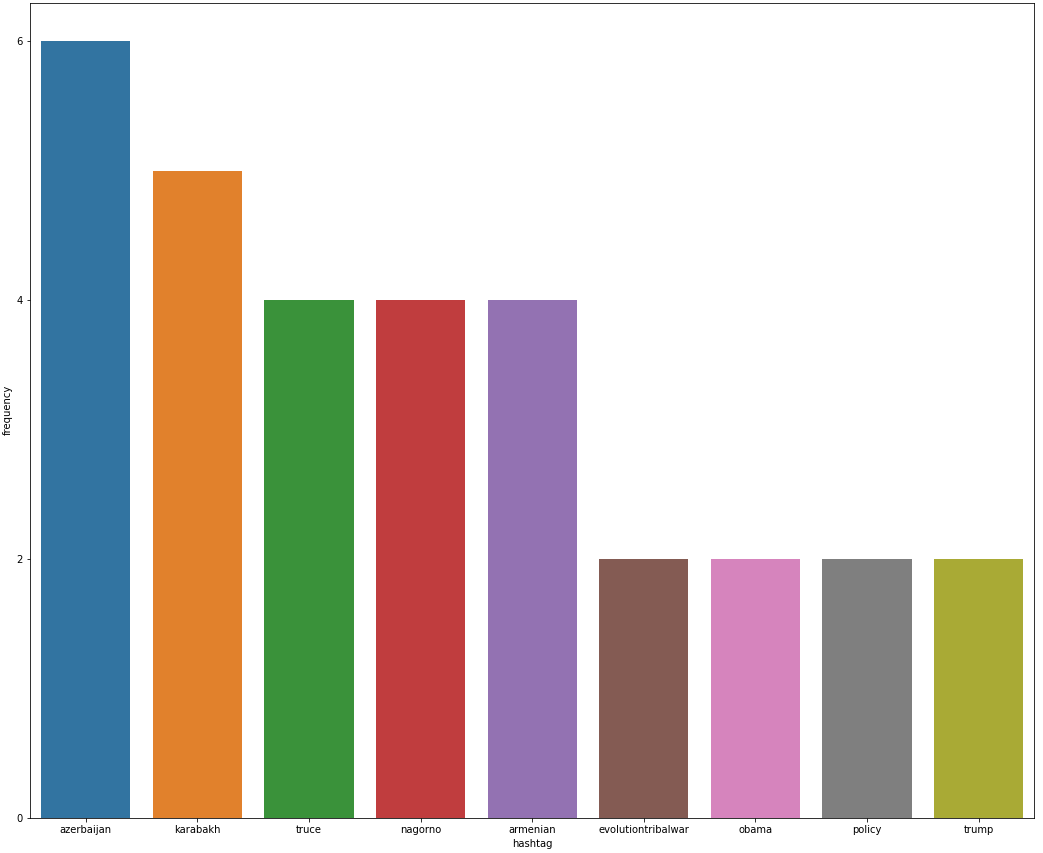 6
4
2
0
frequency
azerbaijan karabakh truce nagorno armenian evolutiontribalwar obama policy trump
hashtag